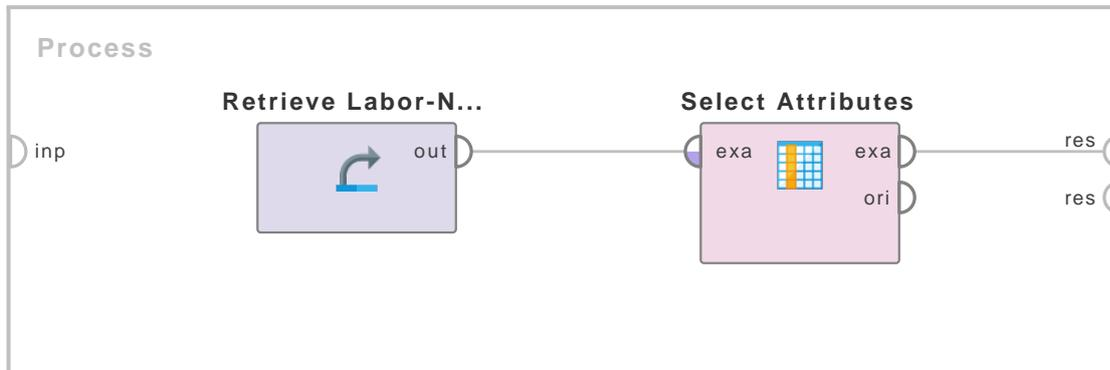 Process
Retrieve Labor-N...
Select Attributes
inp
out
exa
exa
res
ori
res